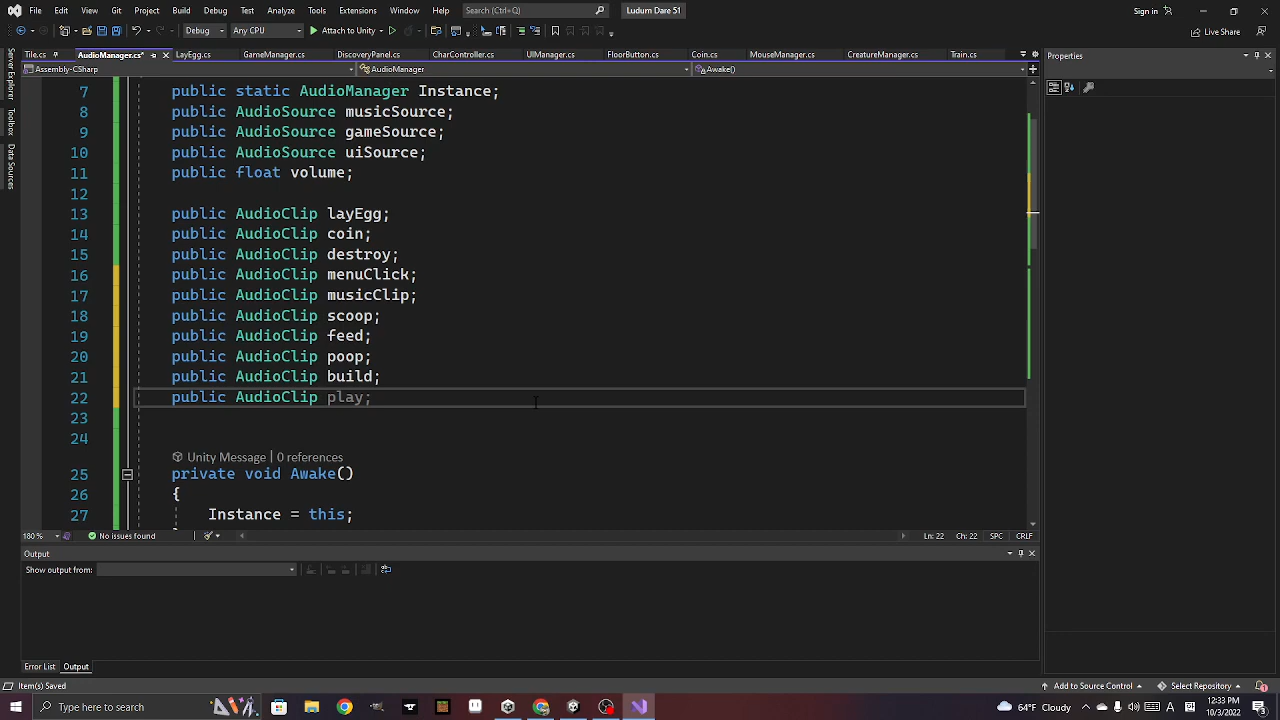 File Edit View Git Project Build Debug Test Analyze Tools Extensions Window Help Search (Ctrl+Q) Ludum Dare 51 Sign in
Debug Any CPU Attach to Unity Live Share
Tile.cs AudioManager.cs* LayEgg.cs GameManager.cs DiscoveryPanel.cs CharController.cs UIManager.cs FloorButton.cs Coin.cs MouseManager.cs CreatureManager.cs Train.cs Properties
Assembly-CSharp AudioManager Awake()
Server Explorer
Toolbox
Data Sources
7 public static AudioManager Instance;
8 public AudioSource musicSource;
9 public AudioSource gameSource;
10 public AudioSource uiSource;
11 public float volume;
12
13 public AudioClip layEgg;
14 public AudioClip coin;
15 public AudioClip destroy;
16 public AudioClip menuClick;
17 public AudioClip musicClip;
18 public AudioClip scoop;
19 public AudioClip feed;
20 public AudioClip poop;
21 public AudioClip build;
22 public AudioClip play;
23
24
Unity Message | 0 references
25 private void Awake()
26 {
27 Instance = this;
180% No issues found Ln: 22 Ch: 22 SPC CRLF
Output
Show output from:
Error List Output
Item(s) Saved Add to Source Control Select Repository
Type here to search 64°F Cloudy A 12:33 PM
10/3/2022